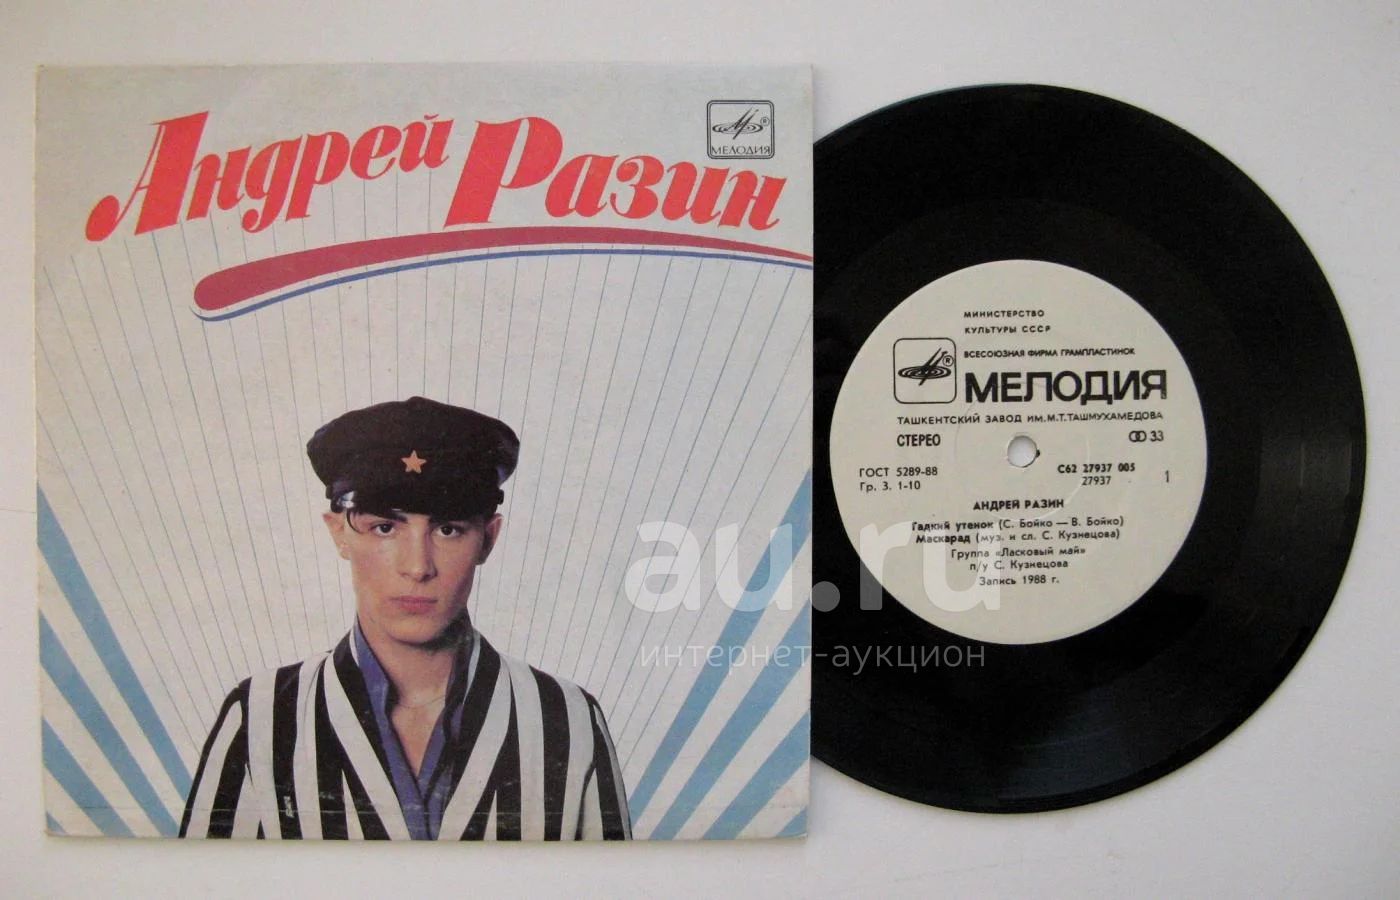 Андрей Разин
МЕЛОДИЯ
МИНИСТЕРСТВО
КУЛЬТУРЫ СССР
ВСЕСОЮЗНАЯ ФИРМА ГРАМПЛАСТИНОК
МЕЛОДИЯ
ТАШКЕНТСКИЙ ЗАВОД ИМ.М.Т.ТАШМУХАМЕДОВА
СТЕРЕО 33
ГОСТ 5289-88 С62 27937 005
Гр. 3. 1-10 27937 1
АНДРЕЙ РАЗИН
Гадкий утенок (С. Бойко — В. Бойко)
Маскарад (муз. и сл. С. Кузнецова)
Группа «Ласковый май»
п/у С. Кузнецова
Запись 1988 г.
au.ru
интернет-аукцион